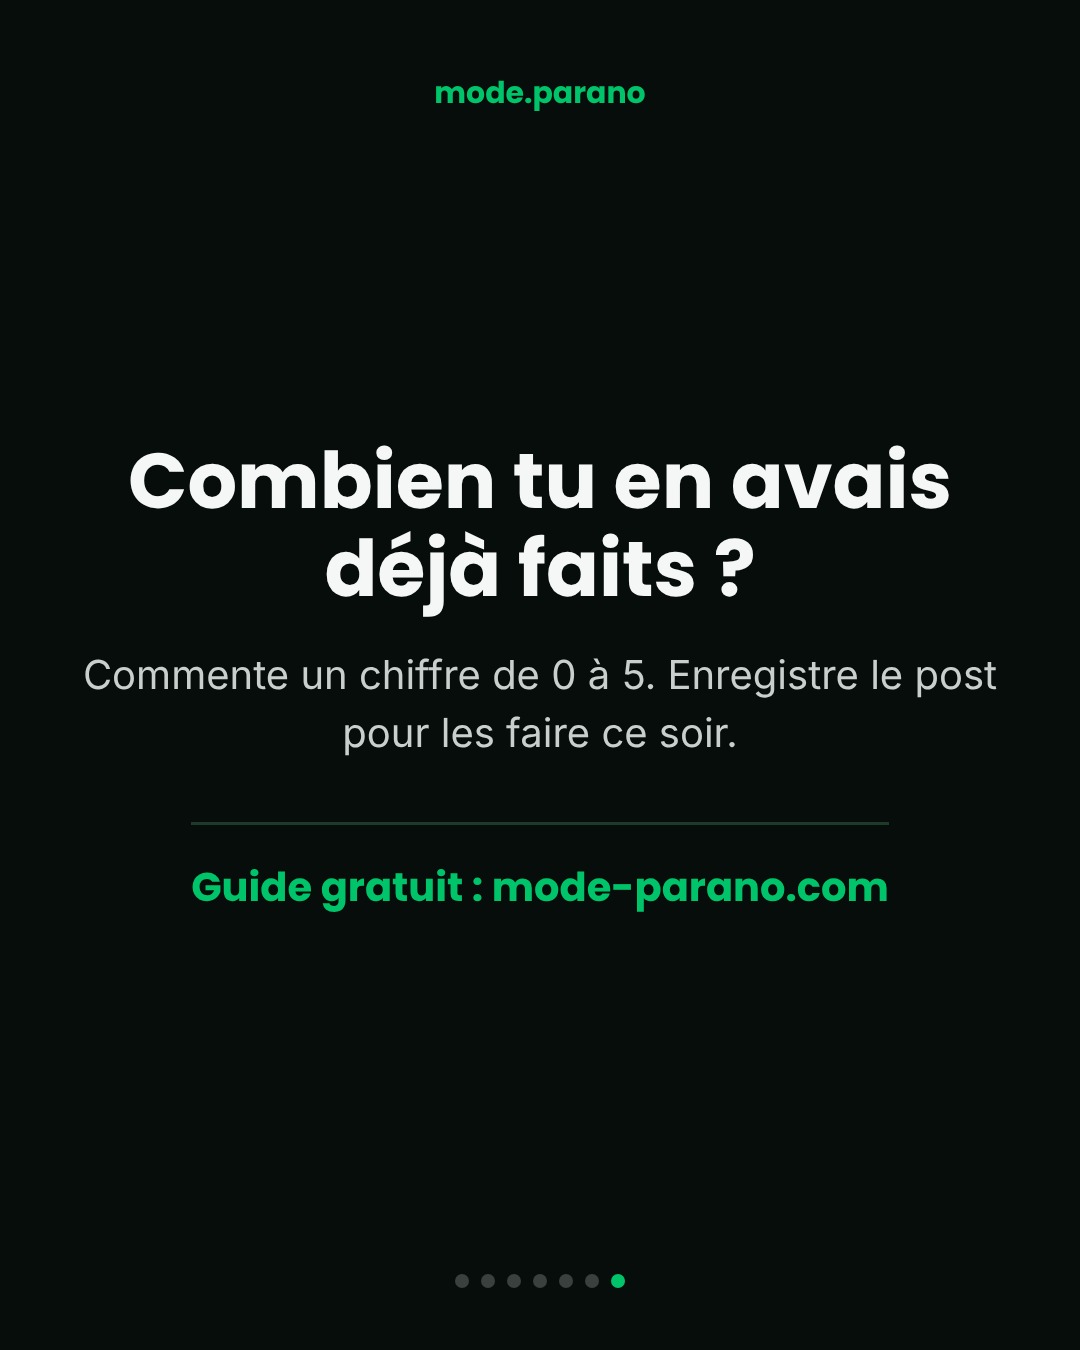 mode.parano
Combien tu en avais
déjà faits ?
Commente un chiffre de 0 à 5. Enregistre le post
pour les faire ce soir.
Guide gratuit : mode-parano.com